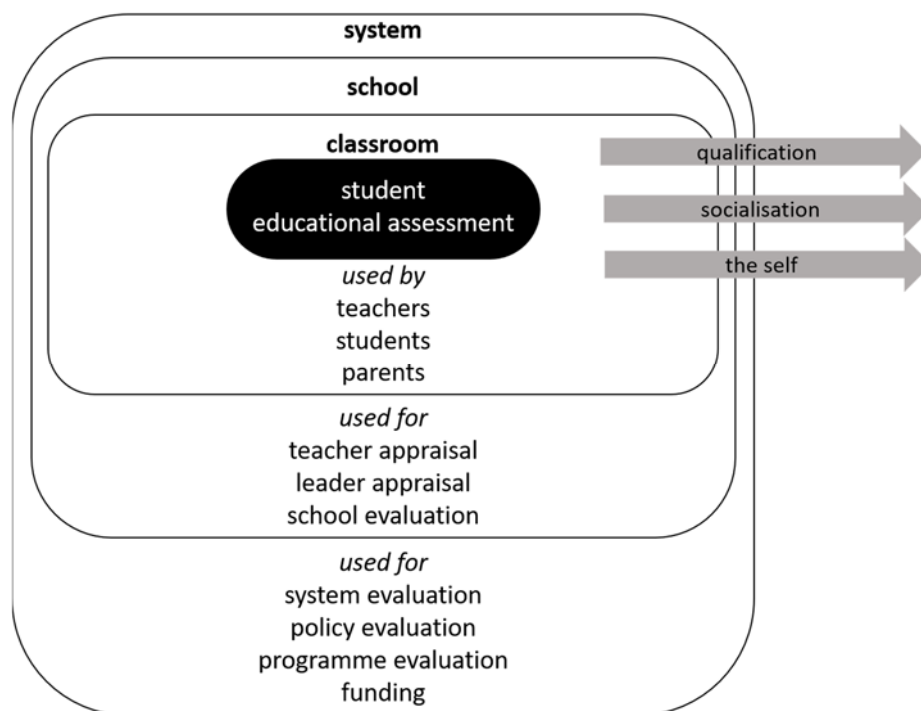 system
school
classroom
student
educational assessment
used by
teachers
students
parents
qualification
socialisation
the self
used for
teacher appraisal
leader appraisal
school evaluation
used for
system evaluation
policy evaluation
programme evaluation
funding